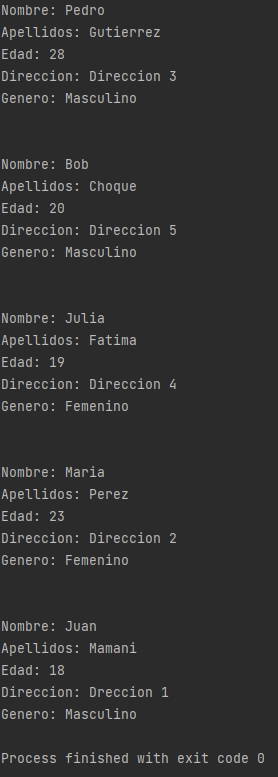 Nombre: Pedro
Apellidos: Gutierrez
Edad: 28
Direccion: Direccion 3
Genero: Masculino
Nombre: Bob
Apellidos: Choque
Edad: 20
Direccion: Direccion 5
Genero: Masculino
Nombre: Julia
Apellidos: Fatima
Edad: 19
Direccion: Direccion 4
Genero: Femenino
Nombre: Maria
Apellidos: Perez
Edad: 23
Direccion: Direccion 2
Genero: Femenino
Nombre: Juan
Apellidos: Mamani
Edad: 18
Direccion: Dreccion 1
Genero: Masculino
Process finished with exit code 0